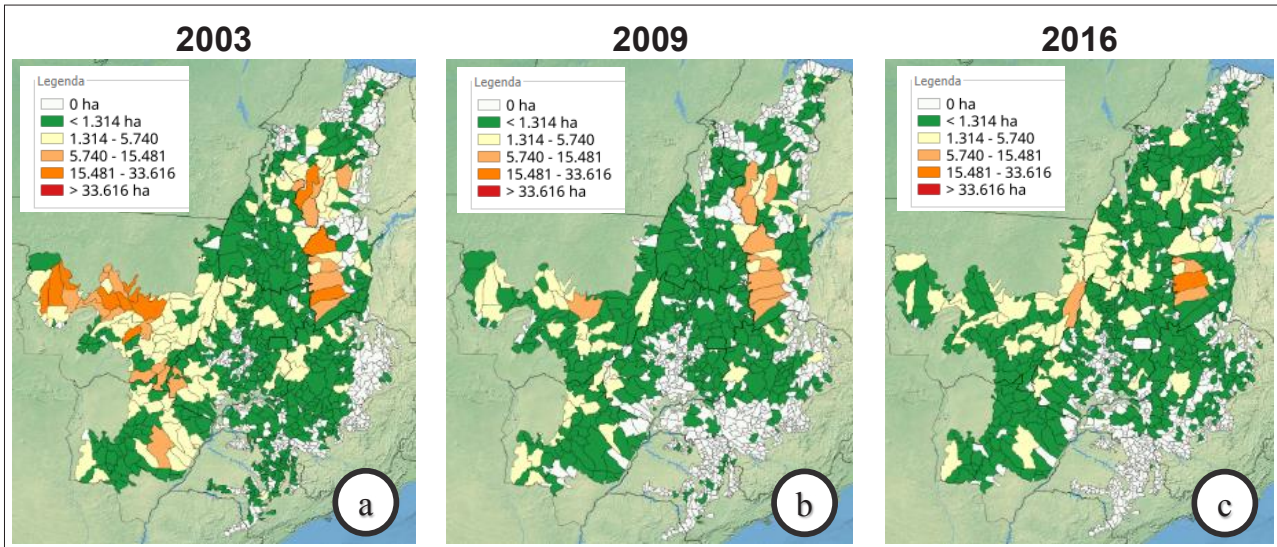 2003
Legenda
0 ha
< 1.314 ha
1.314 - 5.740
5.740 - 15.481
15.481 - 33.616
> 33.616 ha
a
2009
Legenda
0 ha
< 1.314 ha
1.314 - 5.740
5.740 - 15.481
15.481 - 33.616
> 33.616 ha
b
2016
Legenda
0 ha
< 1.314 ha
1.314 - 5.740
5.740 - 15.481
15.481 - 33.616
> 33.616 ha
c